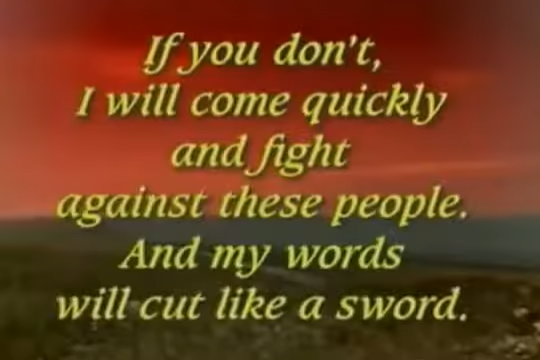 If you don't,
I will come quickly
and fight
against these people.
And my words
will cut like a sword.